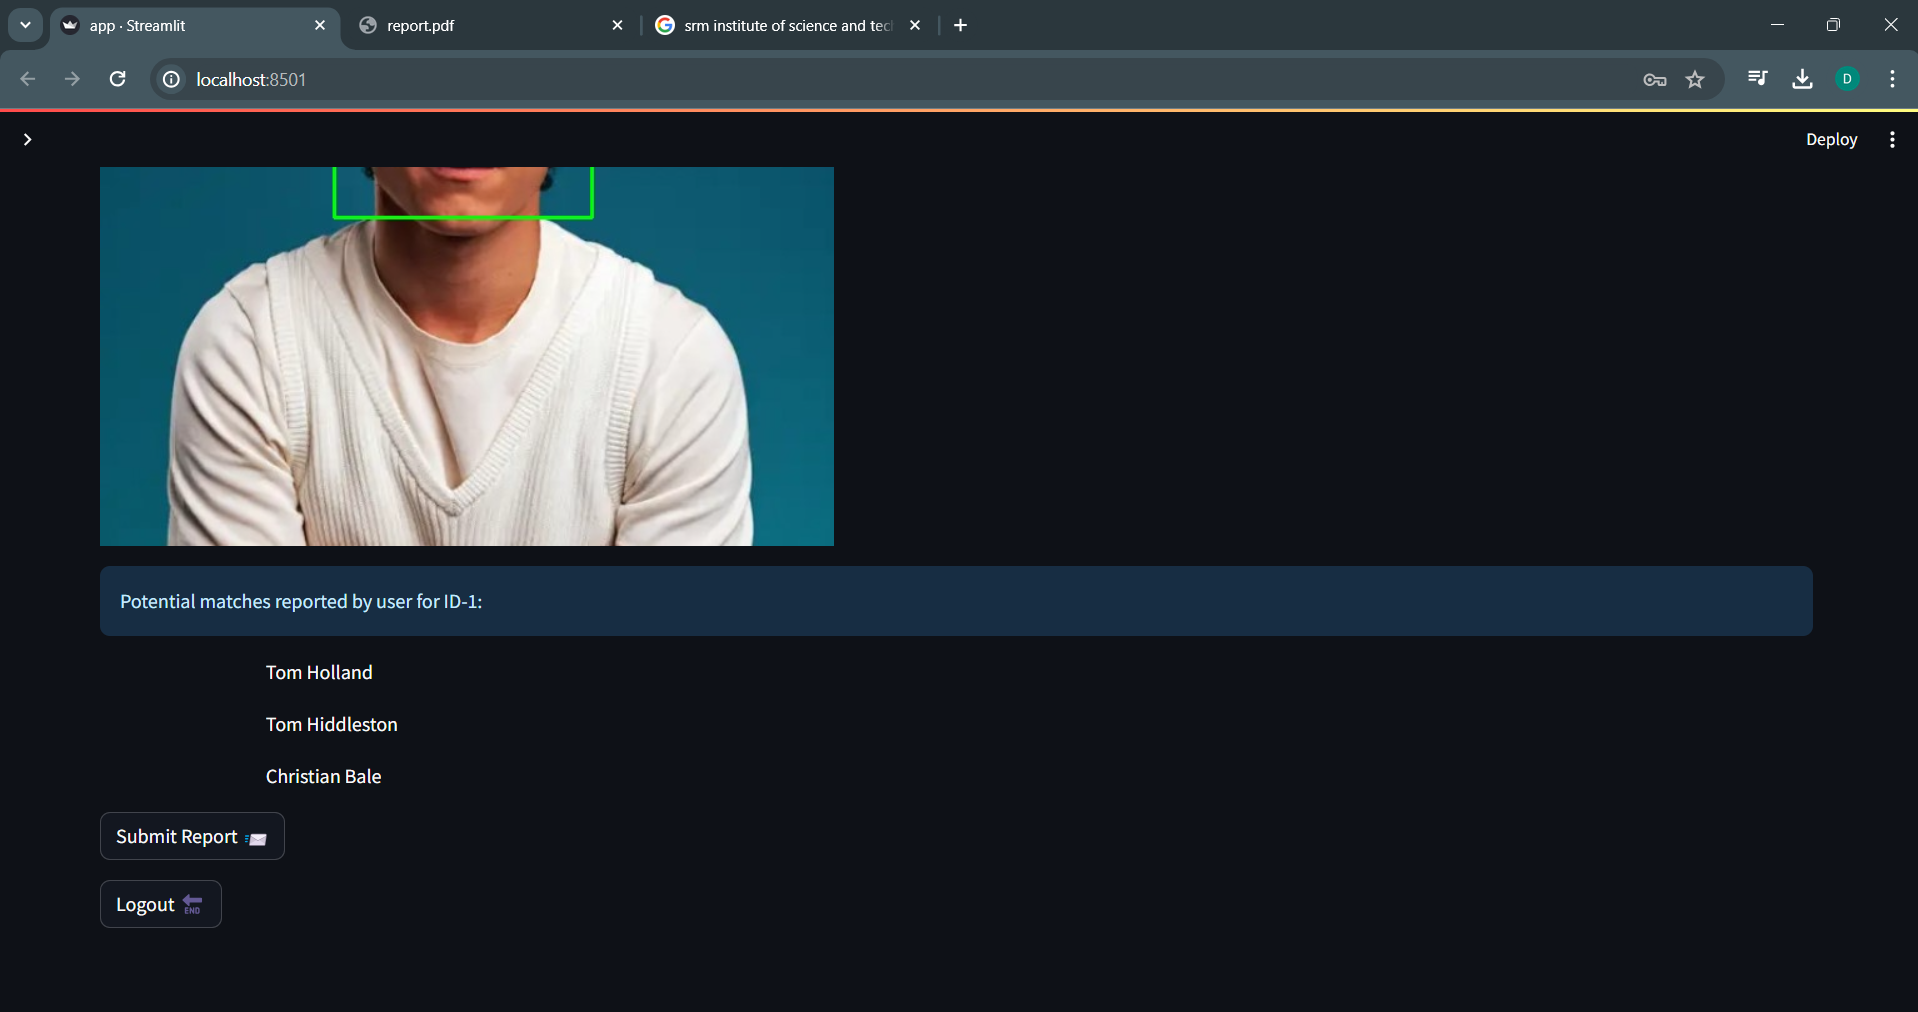 app · Streamlit
report.pdf
srm institute of science and tec
localhost:8501
D
Deploy
Potential matches reported by user for ID-1:
Tom Holland
Tom Hiddleston
Christian Bale
Submit Report
Logout
END